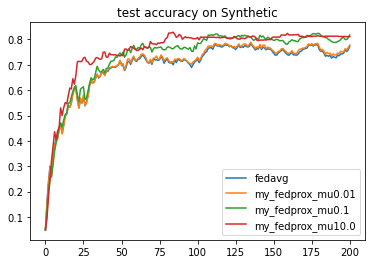 test accuracy on Synthetic
0.8
0.7
0.6
0.5
0.4
0.3
0.2
0.1
fedavg
my_fedprox_mu0.01
my_fedprox_mu0.1
my_fedprox_mu10.0
0 25 50 75 100 125 150 175 200